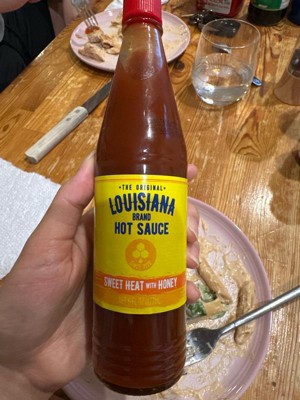 •THE ORIGINAL•
LOUISIANA
BRAND
HOT SAUCE
SWEET HEAT WITH HONEY